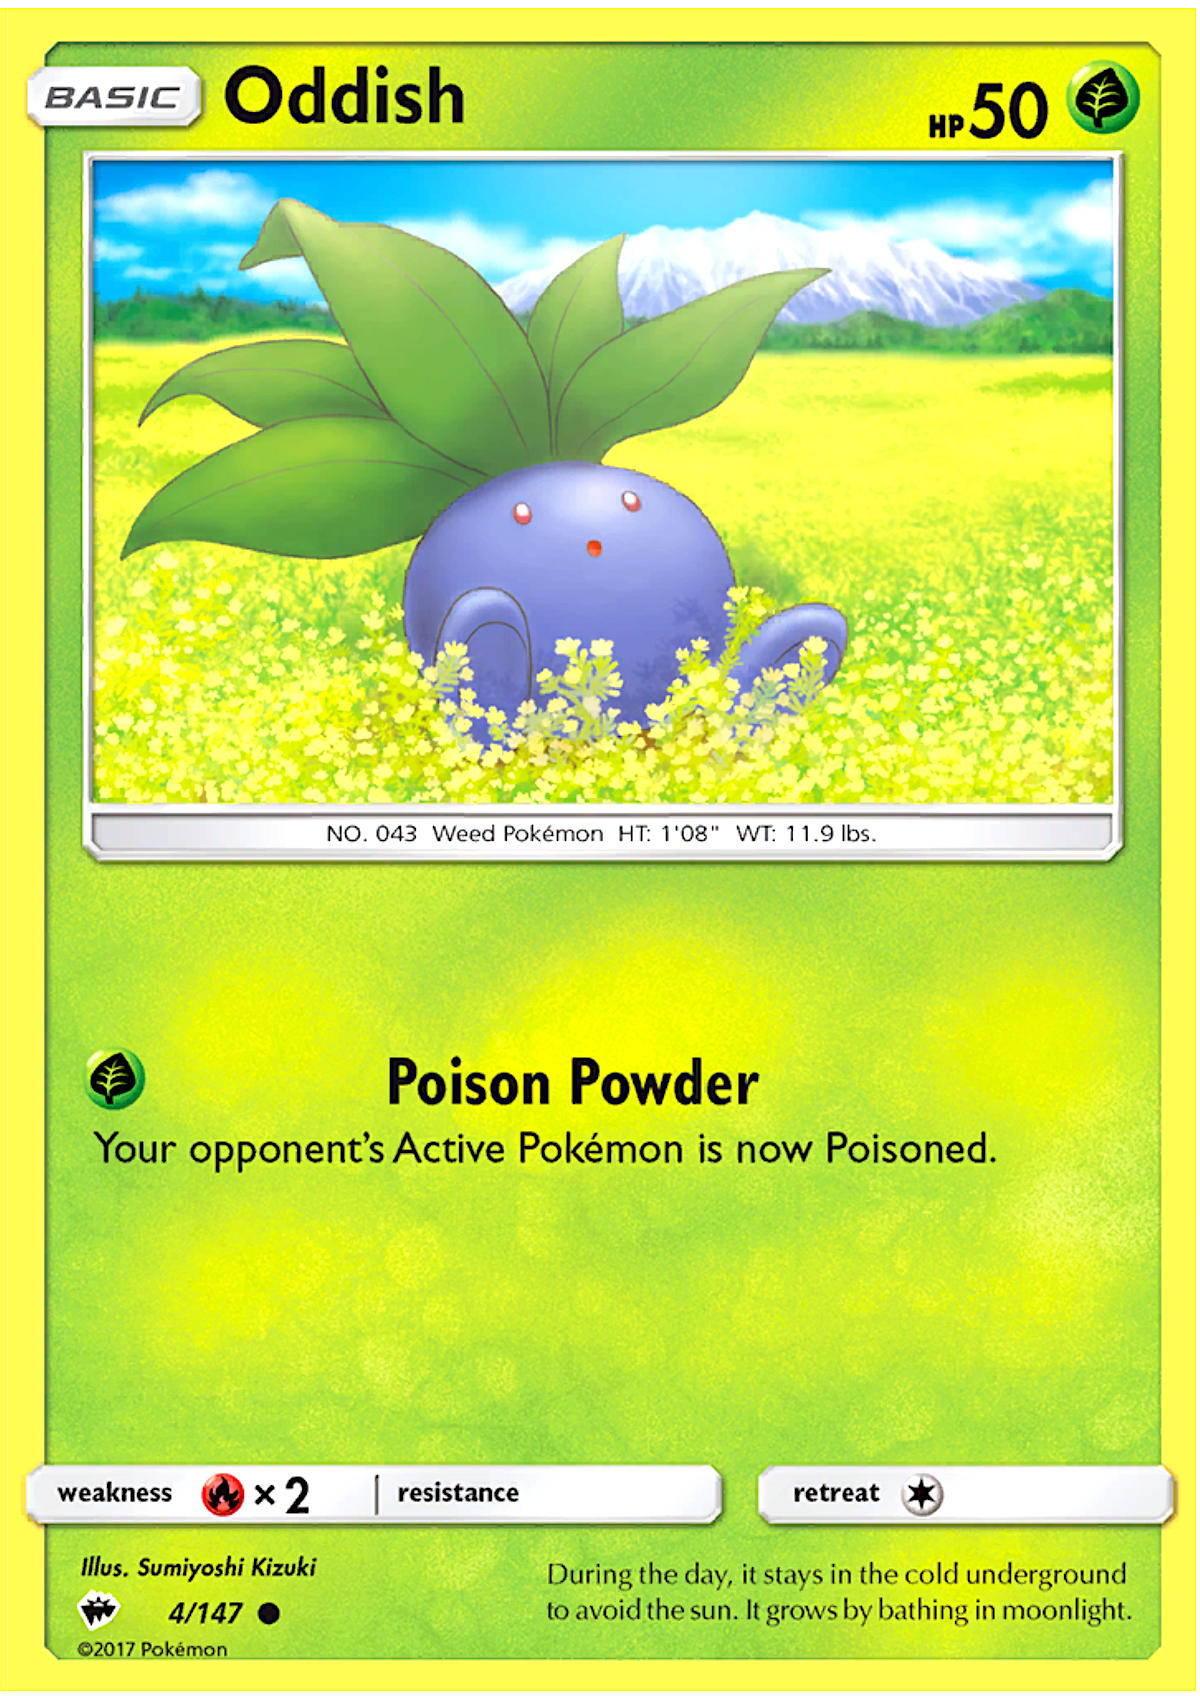 BASIC Oddish HP 50
NO. 043 Weed Pokémon HT: 1'08" WT: 11.9 lbs.
Poison Powder
Your opponent's Active Pokémon is now Poisoned.
weakness × 2 resistance retreat
Illus. Sumiyoshi Kizuki
4/147
©2017 Pokémon
During the day, it stays in the cold underground
to avoid the sun. It grows by bathing in moonlight.